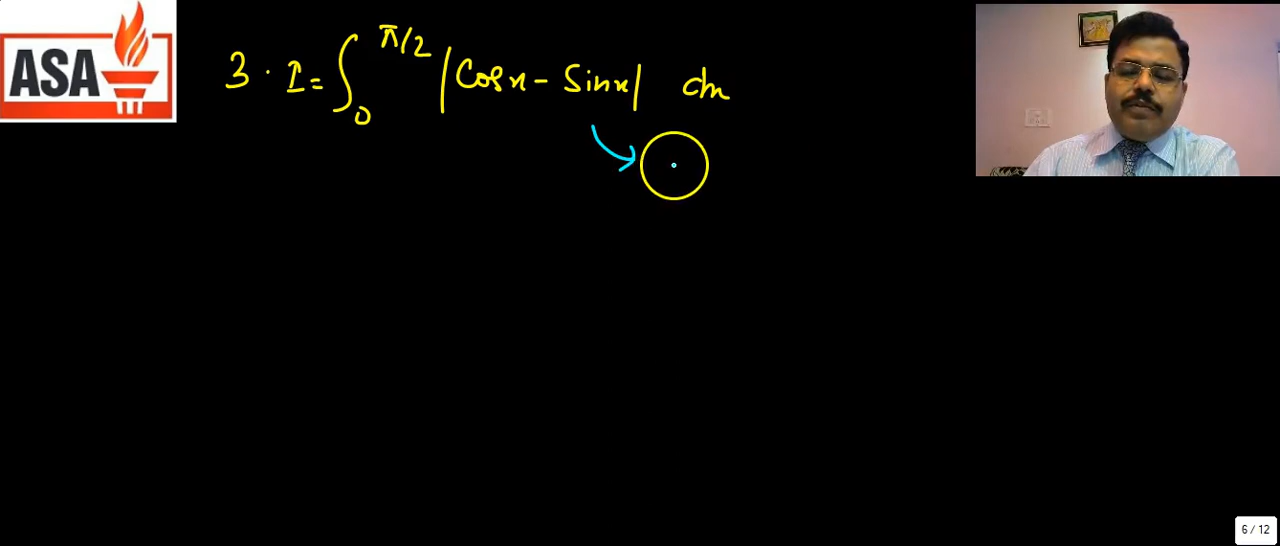 ASA
3. I = ∫₀^π/2 |Cosx - Sinx| dx
6 / 12